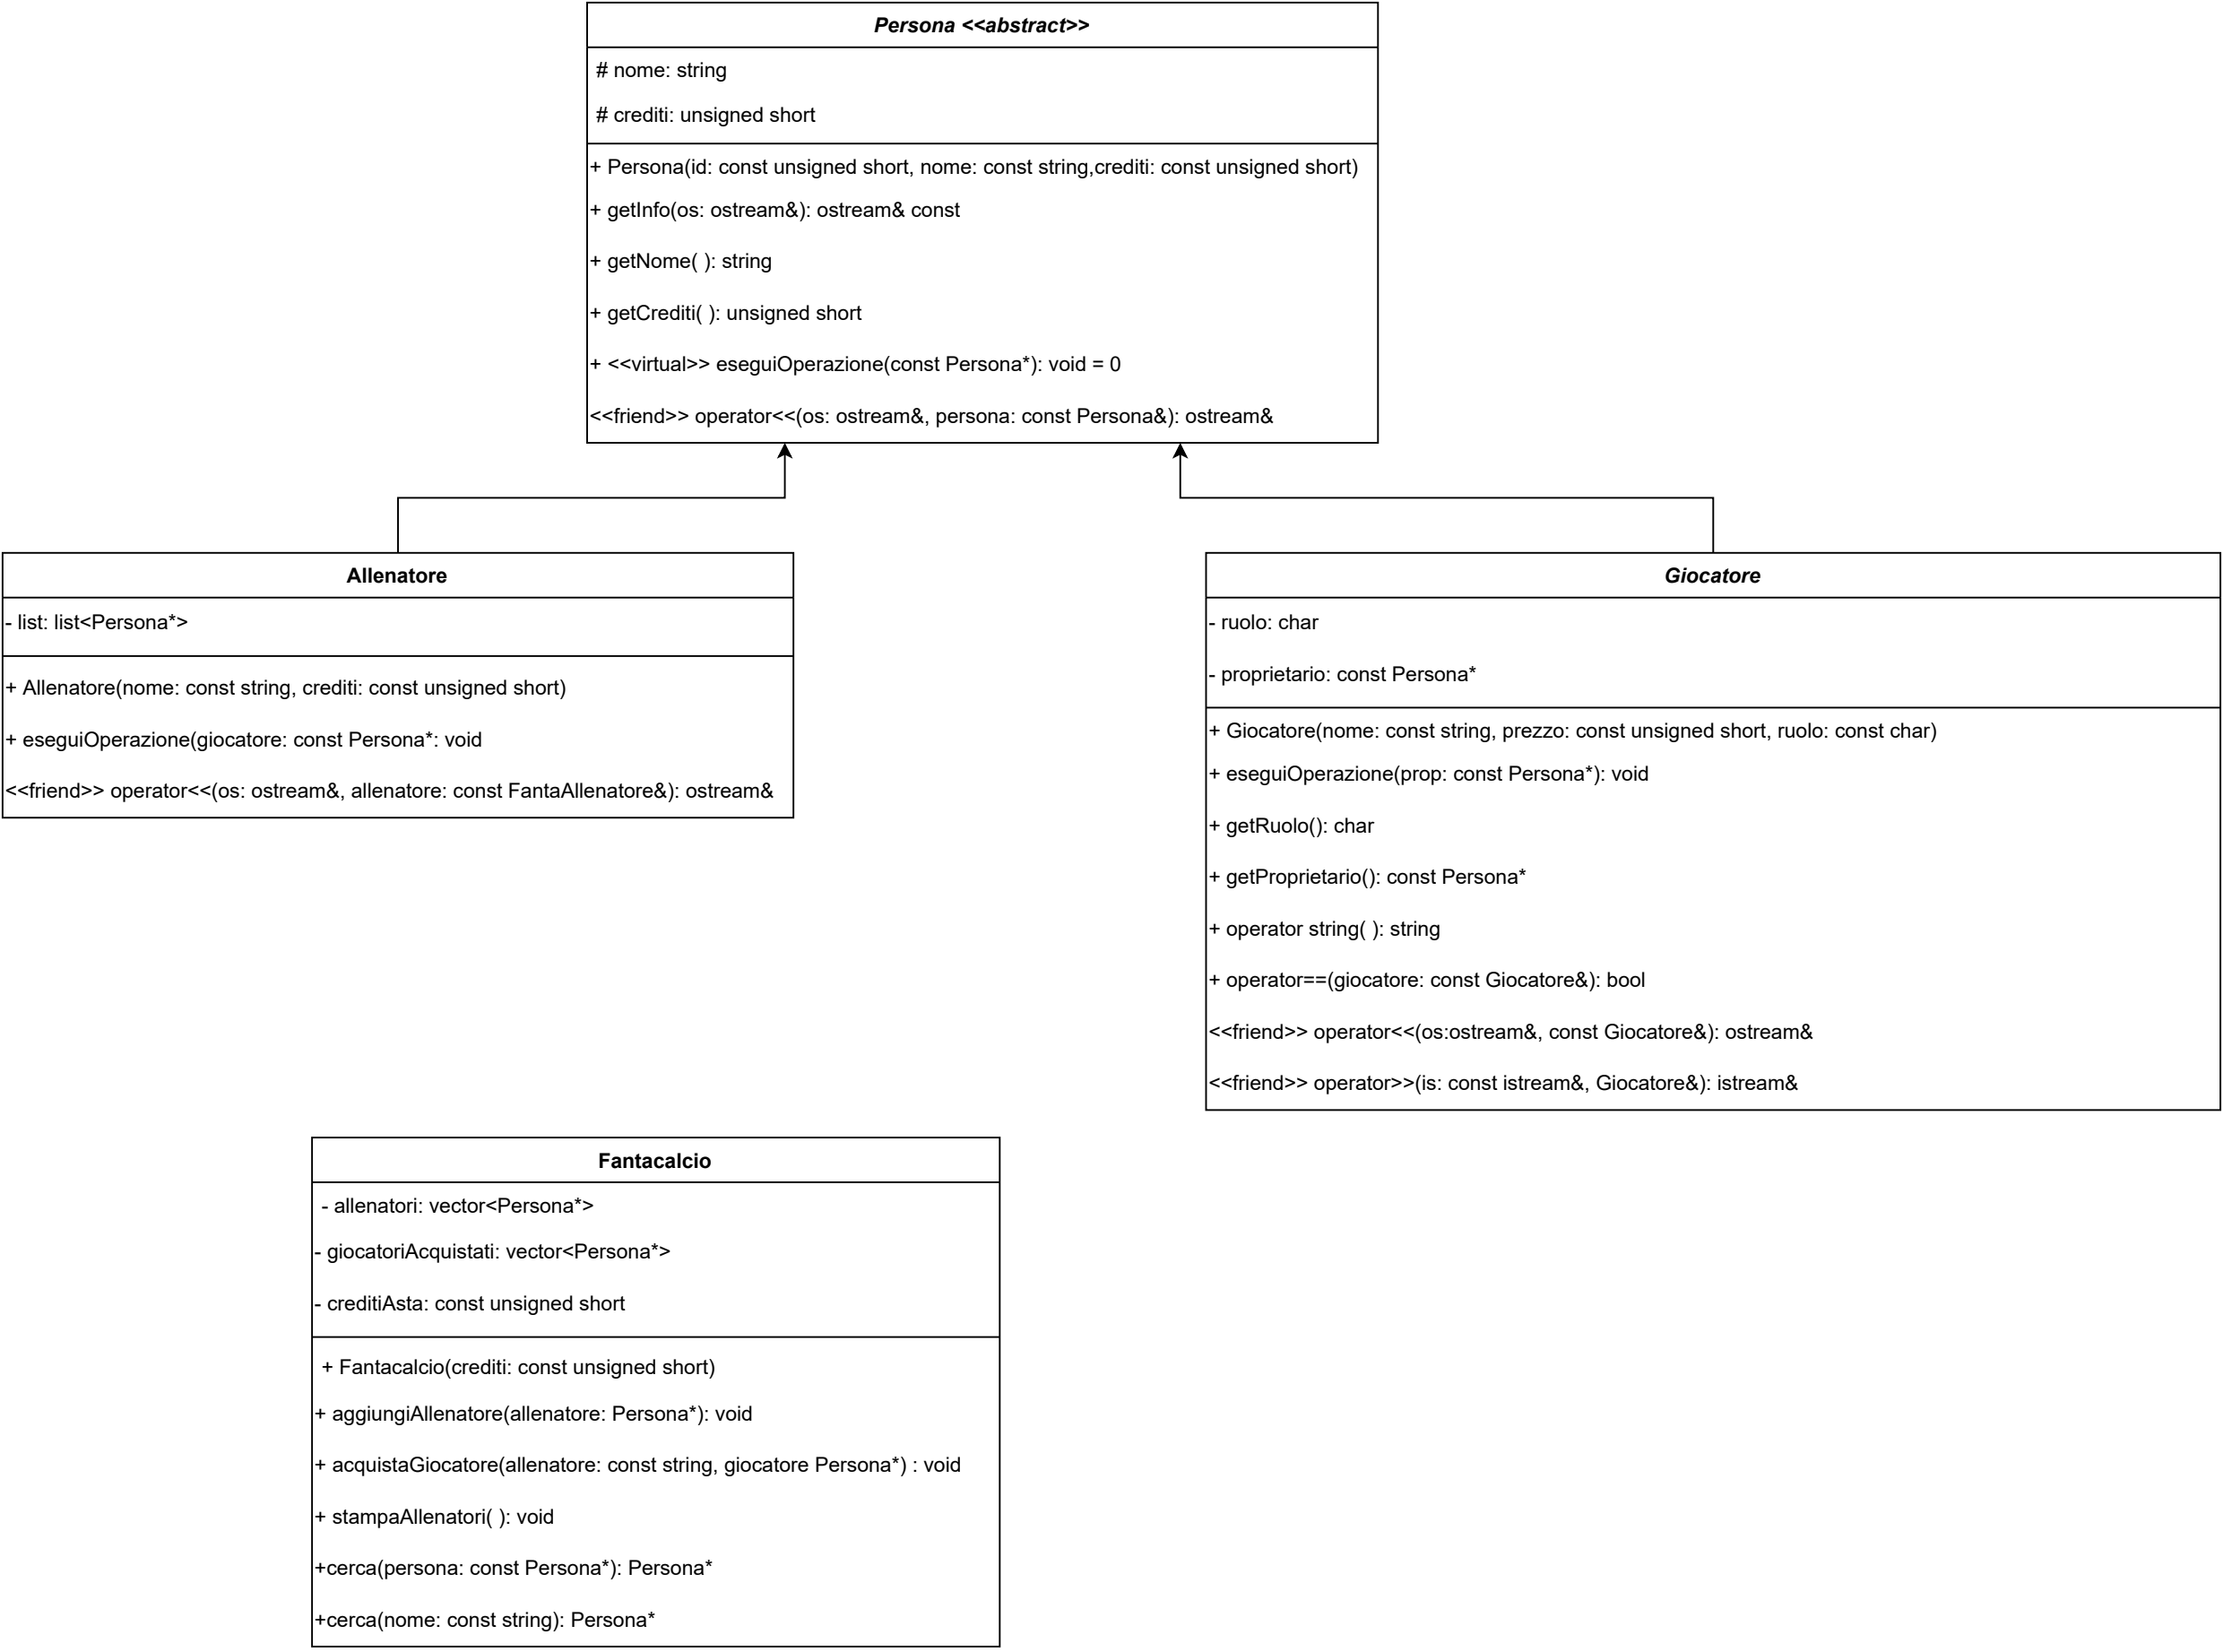 Persona <<abstract>>
# nome: string
# crediti: unsigned short
+ Persona(id: const unsigned short, nome: const string,crediti: const unsigned short)
+ getInfo(os: ostream&): ostream& const
+ getNome( ): string
+ getCrediti( ): unsigned short
+ <<virtual>> eseguiOperazione(const Persona*): void = 0
<<friend>> operator<<(os: ostream&, persona: const Persona&): ostream&
Allenatore
- list: list<Persona*>
+ Allenatore(nome: const string, crediti: const unsigned short)
+ eseguiOperazione(giocatore: const Persona*: void
<<friend>> operator<<(os: ostream&, allenatore: const FantaAllenatore&): ostream&
Giocatore
- ruolo: char
- proprietario: const Persona*
+ Giocatore(nome: const string, prezzo: const unsigned short, ruolo: const char)
+ eseguiOperazione(prop: const Persona*): void
+ getRuolo(): char
+ getProprietario(): const Persona*
+ operator string( ): string
+ operator==(giocatore: const Giocatore&): bool
<<friend>> operator<<(os:ostream&, const Giocatore&): ostream&
<<friend>> operator>>(is: const istream&, Giocatore&): istream&
Fantacalcio
- allenatori: vector<Persona*>
- giocatoriAcquistati: vector<Persona*>
- creditiAsta: const unsigned short
+ Fantacalcio(crediti: const unsigned short)
+ aggiungiAllenatore(allenatore: Persona*): void
+ acquistaGiocatore(allenatore: const string, giocatore Persona*) : void
+ stampaAllenatori( ): void
+cerca(persona: const Persona*): Persona*
+cerca(nome: const string): Persona*